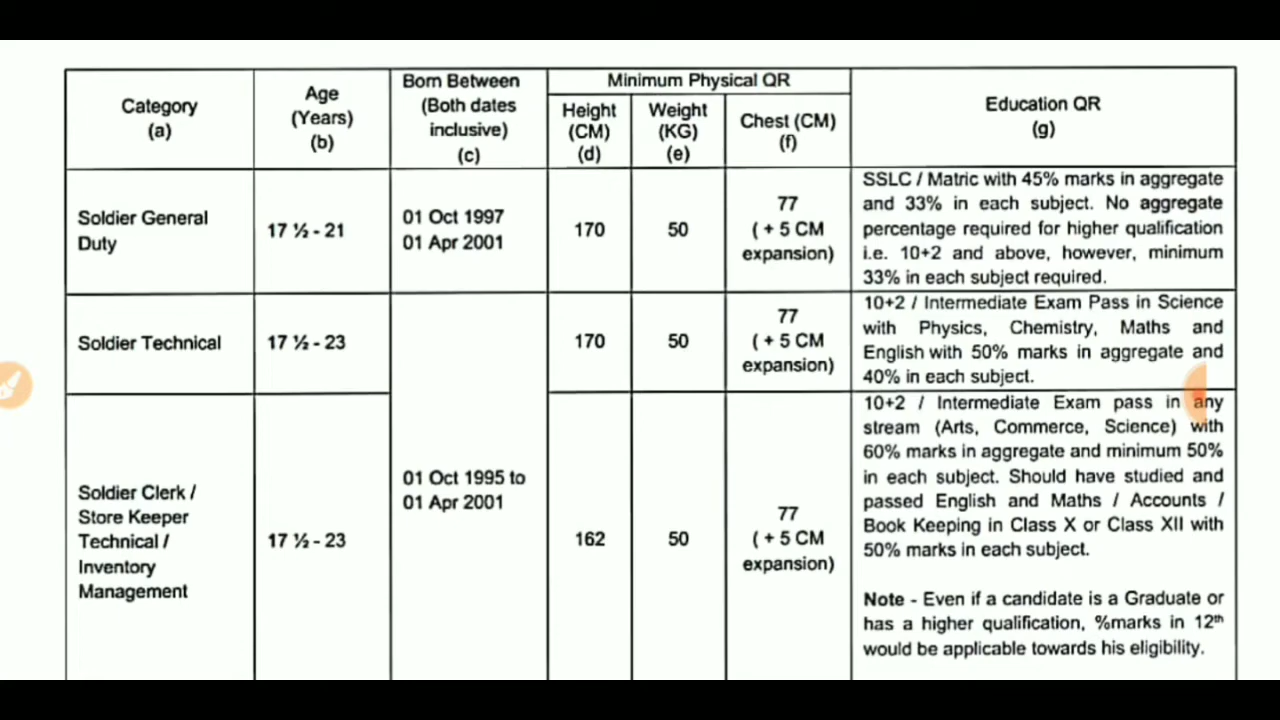 Category
(a)
Age
(Years)
(b)
Born Between
(Both dates
inclusive)
(c)
Minimum Physical QR
Height
(CM)
(d)
Weight
(KG)
(e)
Chest (CM)
(f)
Education QR
(g)
Soldier General
Duty
17 ½ - 21
01 Oct 1997
01 Apr 2001
170
50
77
( + 5 CM
expansion)
SSLC / Matric with 45% marks in aggregate
and 33% in each subject. No aggregate
percentage required for higher qualification
i.e. 10+2 and above, however, minimum
33% in each subject required.
Soldier Technical
17 ½ - 23
170
50
77
( + 5 CM
expansion)
10+2 / Intermediate Exam Pass in Science
with Physics, Chemistry, Maths and
English with 50% marks in aggregate and
40% in each subject.
Soldier Clerk /
Store Keeper
Technical /
Inventory
Management
17 ½ - 23
01 Oct 1995 to
01 Apr 2001
162
50
77
( + 5 CM
expansion)
10+2 / Intermediate Exam pass in any
stream (Arts, Commerce, Science) with
60% marks in aggregate and minimum 50%
in each subject. Should have studied and
passed English and Maths / Accounts /
Book Keeping in Class X or Class XII with
50% marks in each subject.
Note - Even if a candidate is a Graduate or
has a higher qualification, %marks in 12th
would be applicable towards his eligibility.